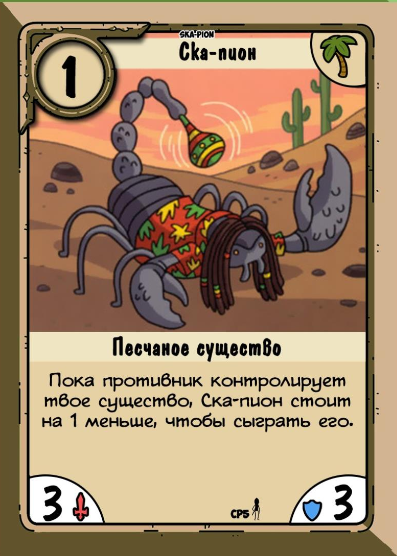 SKA-PION
Ска-пион
1
Песчаное существо
Пока противник контролирует
твое существо, Ска-пион стоит
на 1 меньше, чтобы сыграть его.
3
CP5
3